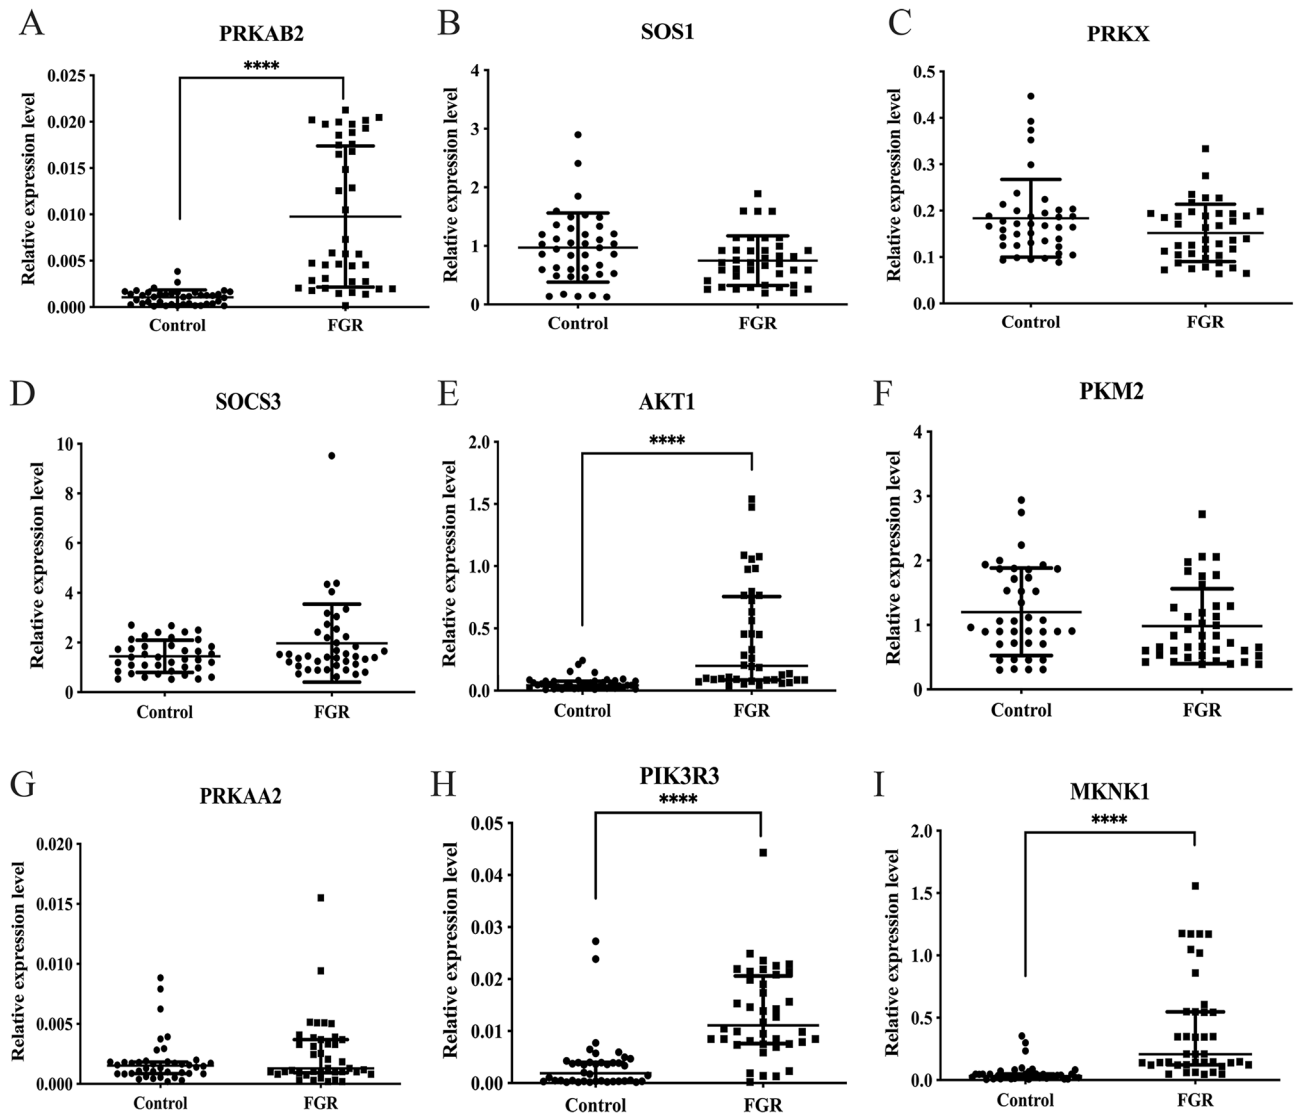 A
PRKAB2
****
Relative expression level
0.025
0.020
0.015
0.010
0.005
0.000
Control
FGR
B
SOS1
Relative expression level
4
3
2
1
0
Control
FGR
C
PRKX
Relative expression level
0.5
0.4
0.3
0.2
0.1
0.0
Control
FGR
D
SOCS3
Relative expression level
10
8
6
4
2
0
Control
FGR
E
AKT1
****
Relative expression level
2.0
1.5
1.0
0.5
0.0
Control
FGR
F
PKM2
Relative expression level
4
3
2
1
0
Control
FGR
G
PRKAA2
Relative expression level
0.020
0.015
0.010
0.005
0.000
Control
FGR
H
PIK3R3
****
Relative expression level
0.05
0.04
0.03
0.02
0.01
0.00
Control
FGR
I
MKNK1
****
Relative expression level
2.0
1.5
1.0
0.5
0.0
Control
FGR